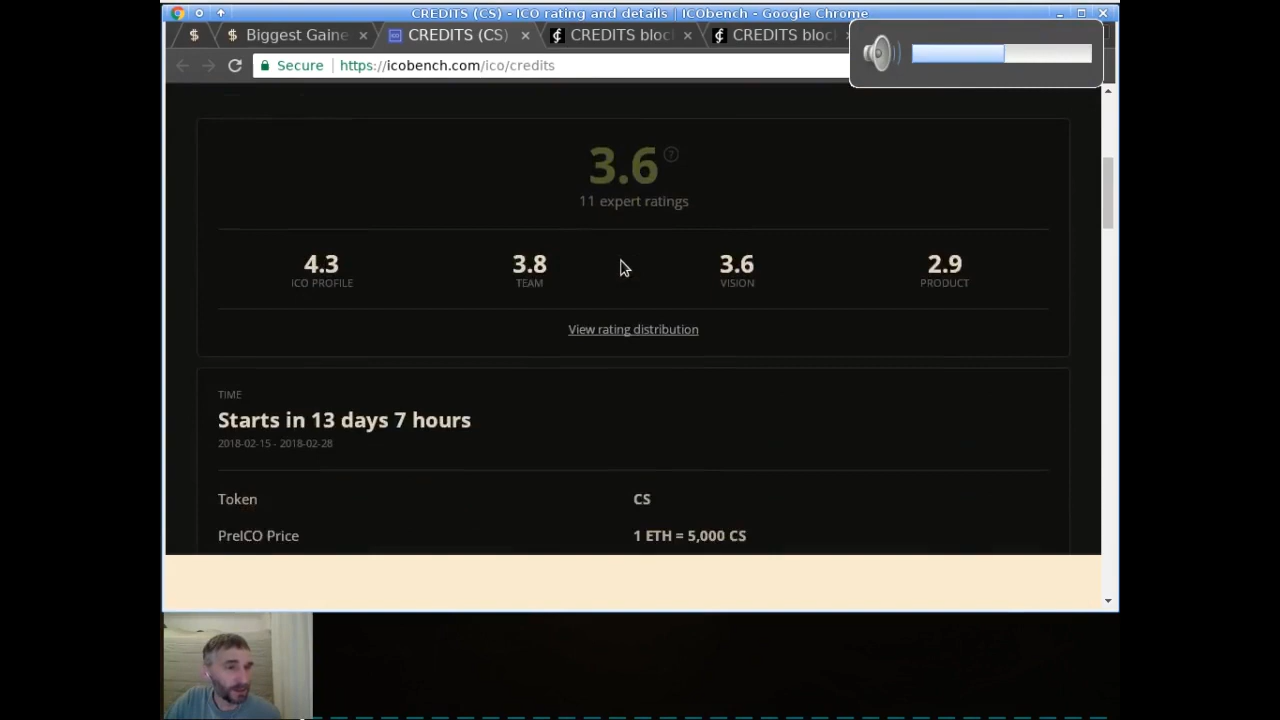 CREDITS (CS) - ICO rating and details | ICObench - Google Chrome
$ $ Biggest Gaine × CREDITS (CS) × CREDITS bloc × CREDITS bloc
Secure | https://icobench.com/ico/credits
3.6 ?
11 expert ratings
4.3 3.8 3.6 2.9
ICO PROFILE TEAM VISION PRODUCT
View rating distribution
TIME
Starts in 13 days 7 hours
2018-02-15 - 2018-02-28
Token CS
PreICO Price 1 ETH = 5,000 CS